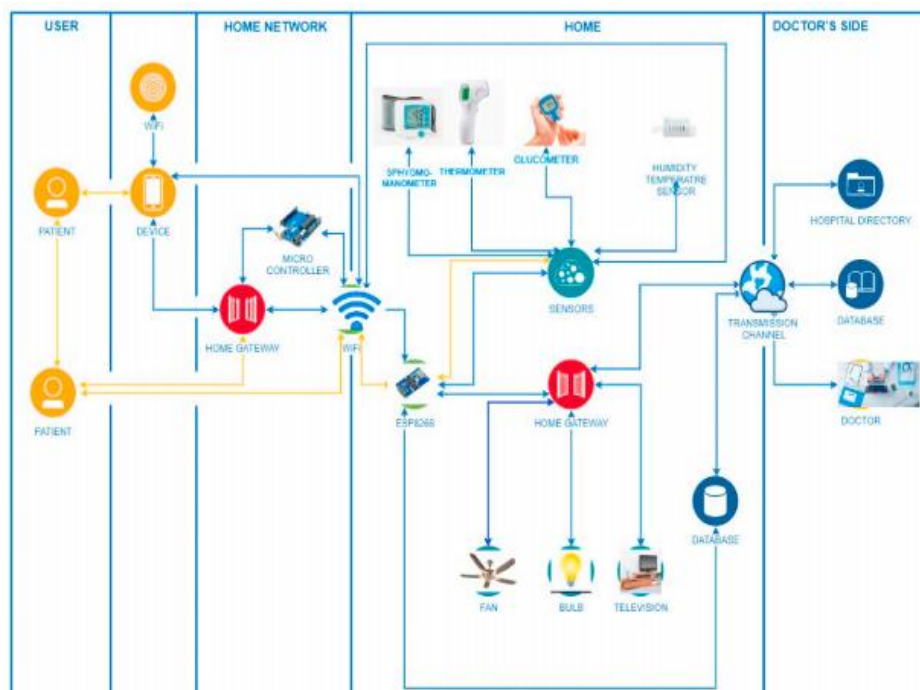 USER
HOME NETWORK
HOME
DOCTOR'S SIDE
WiFi
SPHYGMO-
MANOMETER
THERMOMETER
GLUCOMETER
HUMIDITY
TEMPERATRE
SENSOR
PATIENT
DEVICE
HOSPITAL DIRECTORY
MICRO
CONTROLLER
SENSORS
TRANSMISSION
CHANNEL
DATABASE
HOME GATEWAY
WiFi
PATIENT
ESP8266
HOME GATEWAY
DOCTOR
DATABASE
FAN
BULB
TELEVISION